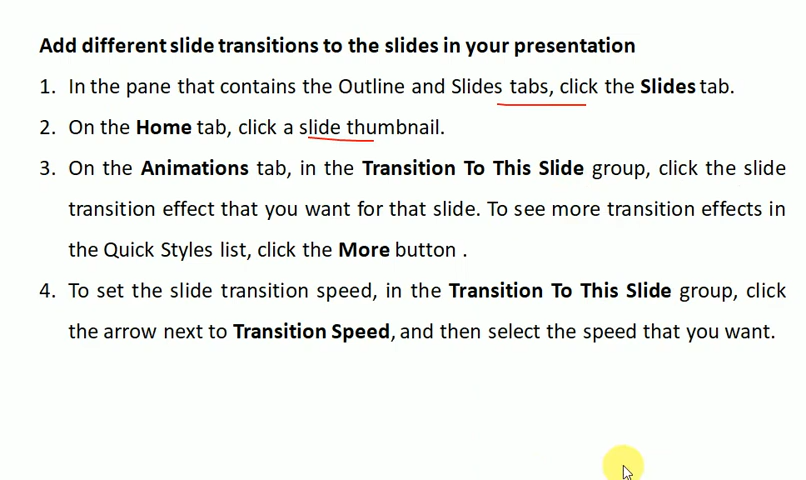 Add different slide transitions to the slides in your presentation
1. In the pane that contains the Outline and Slides tabs, click the Slides tab.
2. On the Home tab, click a slide thumbnail.
3. On the Animations tab, in the Transition To This Slide group, click the slide
transition effect that you want for that slide. To see more transition effects in
the Quick Styles list, click the More button .
4. To set the slide transition speed, in the Transition To This Slide group, click
the arrow next to Transition Speed, and then select the speed that you want.